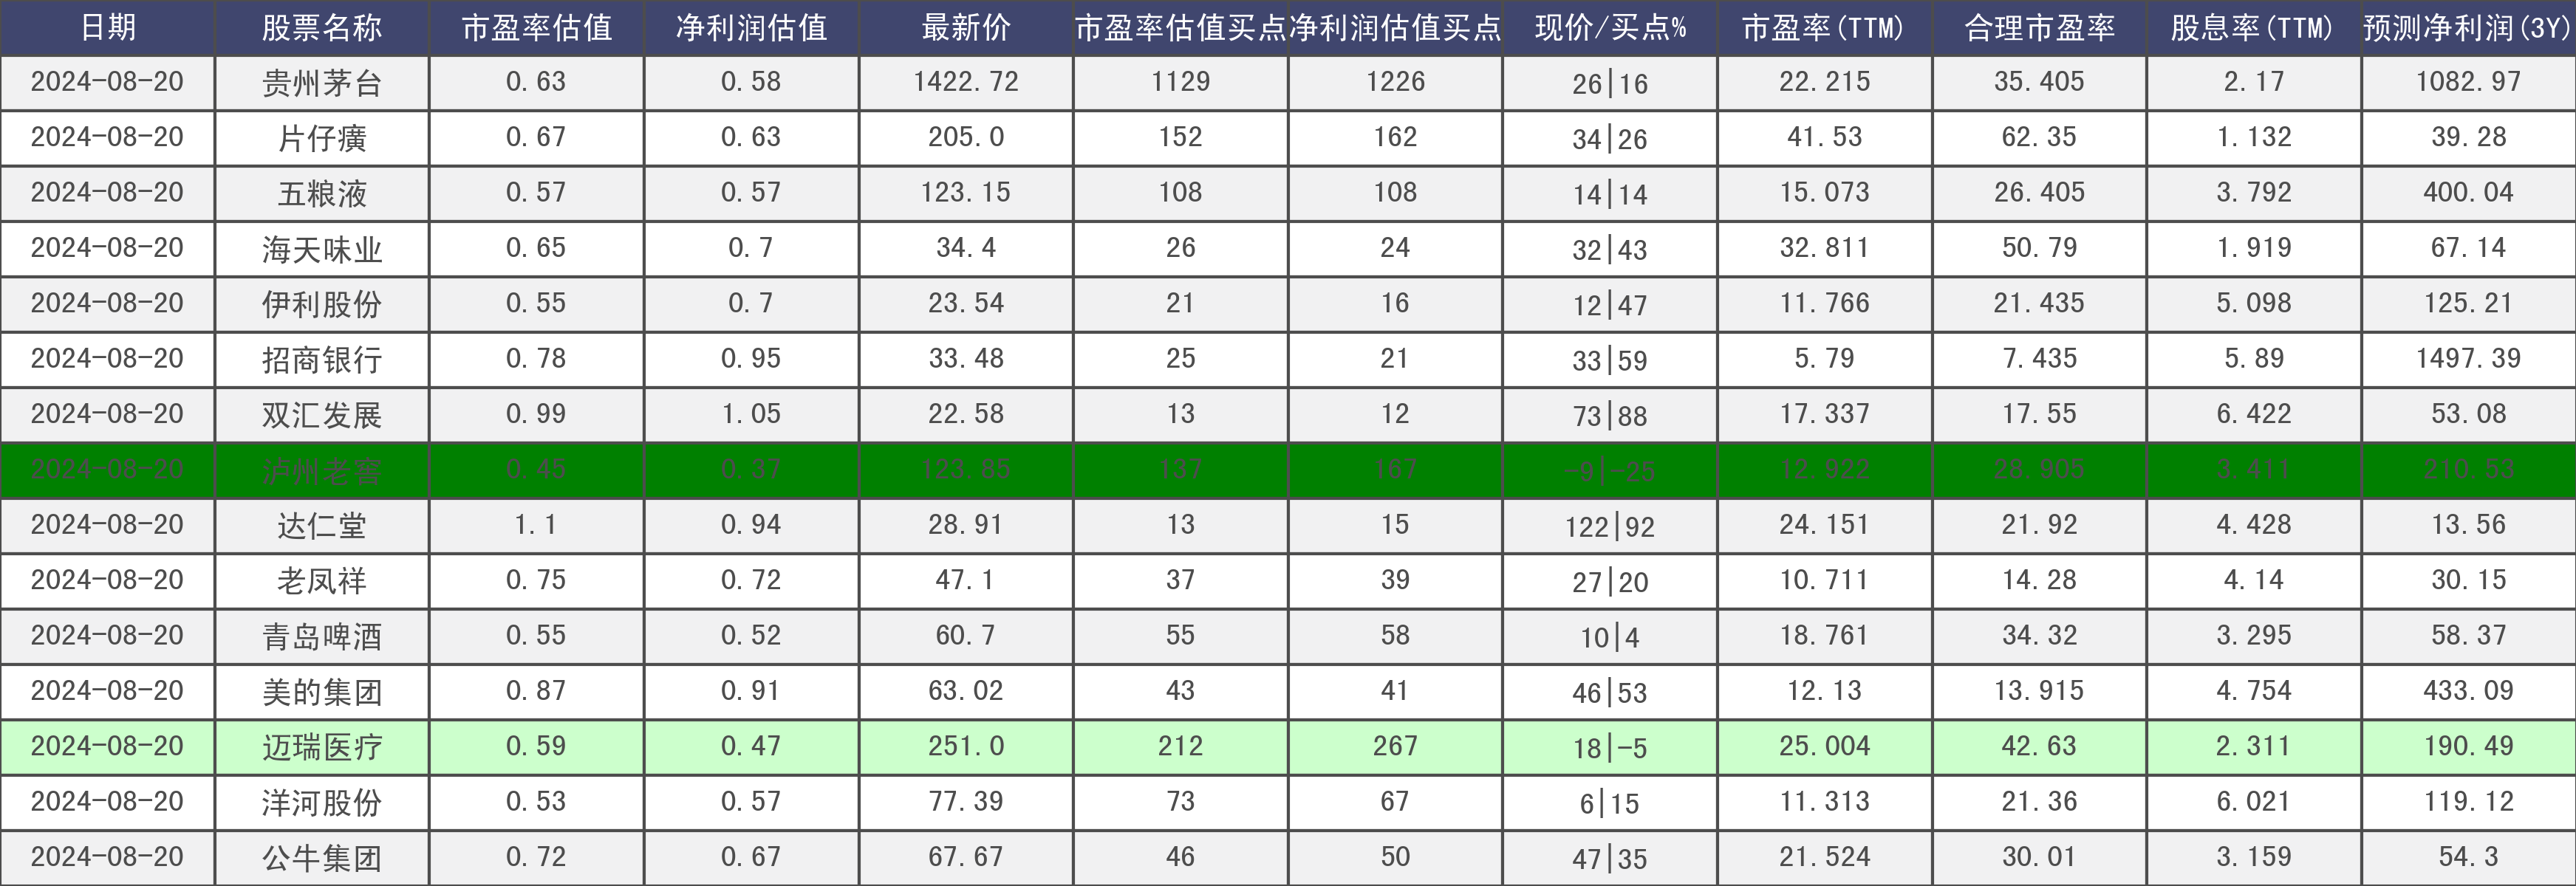 日期 股票名称 市盈率估值 净利润估值 最新价 市盈率估值买点 净利润估值买点 现价/买点% 市盈率(TTM) 合理市盈率 股息率(TTM) 预测净利润(3Y)
2024-08-20 贵州茅台 0.63 0.58 1422.72 1129 1226 26|16 22.215 35.405 2.17 1082.97
2024-08-20 片仔癀 0.67 0.63 205.0 152 162 34|26 41.53 62.35 1.132 39.28
2024-08-20 五粮液 0.57 0.57 123.15 108 108 14|14 15.073 26.405 3.792 400.04
2024-08-20 海天味业 0.65 0.7 34.4 26 24 32|43 32.811 50.79 1.919 67.14
2024-08-20 伊利股份 0.55 0.7 23.54 21 16 12|47 11.766 21.435 5.098 125.21
2024-08-20 招商银行 0.78 0.95 33.48 25 21 33|59 5.79 7.435 5.89 1497.39
2024-08-20 双汇发展 0.99 1.05 22.58 13 12 73|88 17.337 17.55 6.422 53.08
2024-08-20 泸州老窖 0.45 0.37 123.85 137 167 -9|-25 12.922 28.905 3.411 210.53
2024-08-20 达仁堂 1.1 0.94 28.91 13 15 122|92 24.151 21.92 4.428 13.56
2024-08-20 老凤祥 0.75 0.72 47.1 37 39 27|20 10.711 14.28 4.14 30.15
2024-08-20 青岛啤酒 0.55 0.52 60.7 55 58 10|4 18.761 34.32 3.295 58.37
2024-08-20 美的集团 0.87 0.91 63.02 43 41 46|53 12.13 13.915 4.754 433.09
2024-08-20 迈瑞医疗 0.59 0.47 251.0 212 267 18|-5 25.004 42.63 2.311 190.49
2024-08-20 洋河股份 0.53 0.57 77.39 73 67 6|15 11.313 21.36 6.021 119.12
2024-08-20 公牛集团 0.72 0.67 67.67 46 50 47|35 21.524 30.01 3.159 54.3